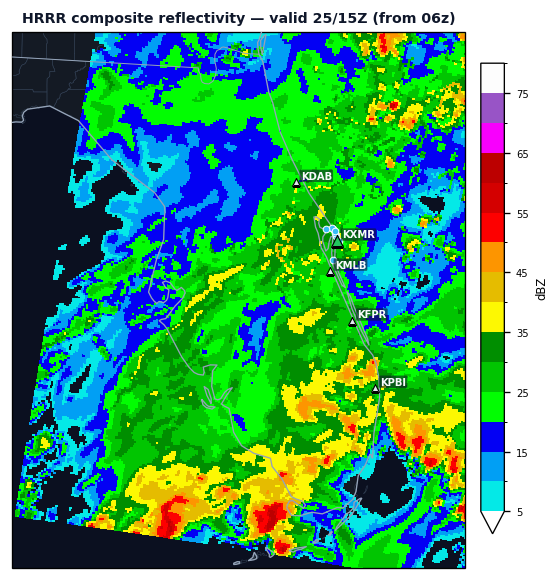 HRRR composite reflectivity — valid 25/15Z (from 06z)
75
65
KDAB
55
KXMR
45
KMLB
dBZ
KFPR
35
KPBI
25
15
5